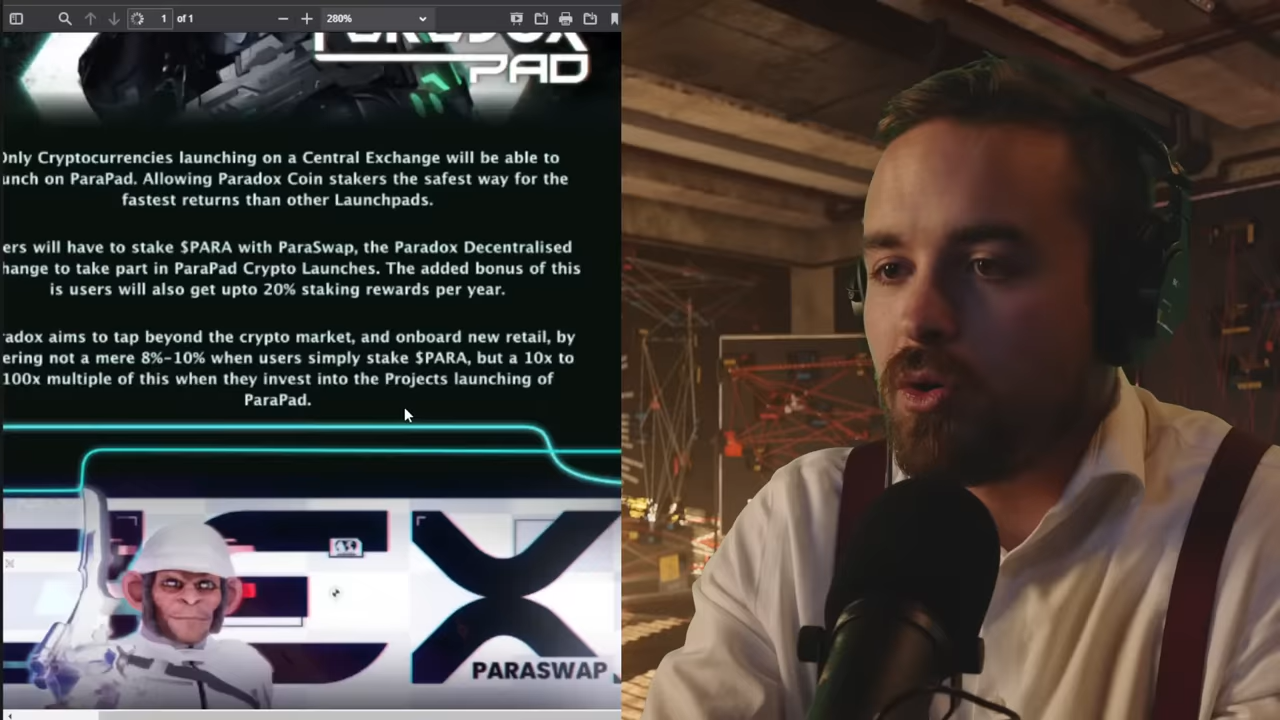 1 of 1
280%
PARADOX
PAD
Only Cryptocurrencies launching on a Central Exchange will be able to
unch on ParaPad. Allowing Paradox Coin stakers the safest way for the
fastest returns than other Launchpads.
ers will have to stake $PARA with ParaSwap, the Paradox Decentralised
hange to take part in ParaPad Crypto Launches. The added bonus of this
is users will also get upto 20% staking rewards per year.
radox aims to tap beyond the crypto market, and onboard new retail, by
ering not a mere 8%-10% when users simply stake $PARA, but a 10x to
100x multiple of this when they invest into the Projects launching of
ParaPad.
EX
PARASWAP